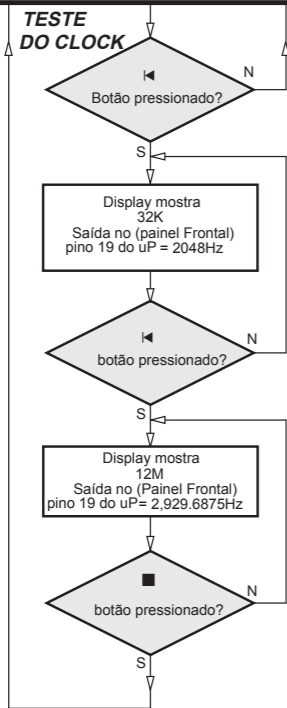 TESTE
DO CLOCK
Botão pressionado?
N
S
Display mostra
32K
Saída no (painel Frontal)
pino 19 do uP = 2048Hz
botão pressionado?
N
S
Display mostra
12M
Saída no (Painel Frontal)
pino 19 do uP= 2,929.6875Hz
botão pressionado?
N
S